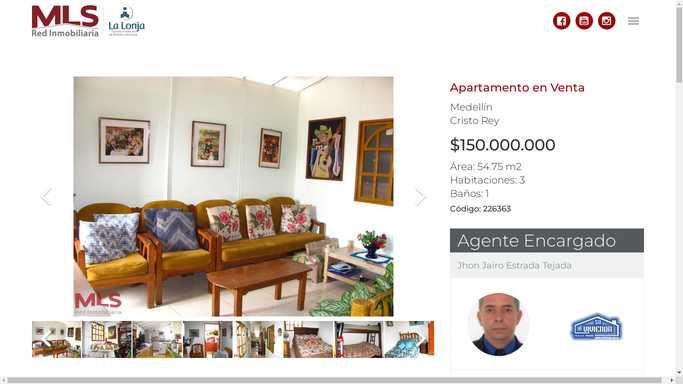 MLS
Red Inmobiliaria
La Lonja
Apartamento en Venta
Medellín
Cristo Rey
$150.000.000
Área: 54.75 m2
Habitaciones: 3
Baños: 1
Código: 226363
Agente Encargado
Jhon Jairo Estrada Tejada
MLS
Red Inmobiliaria
VIVIENDA